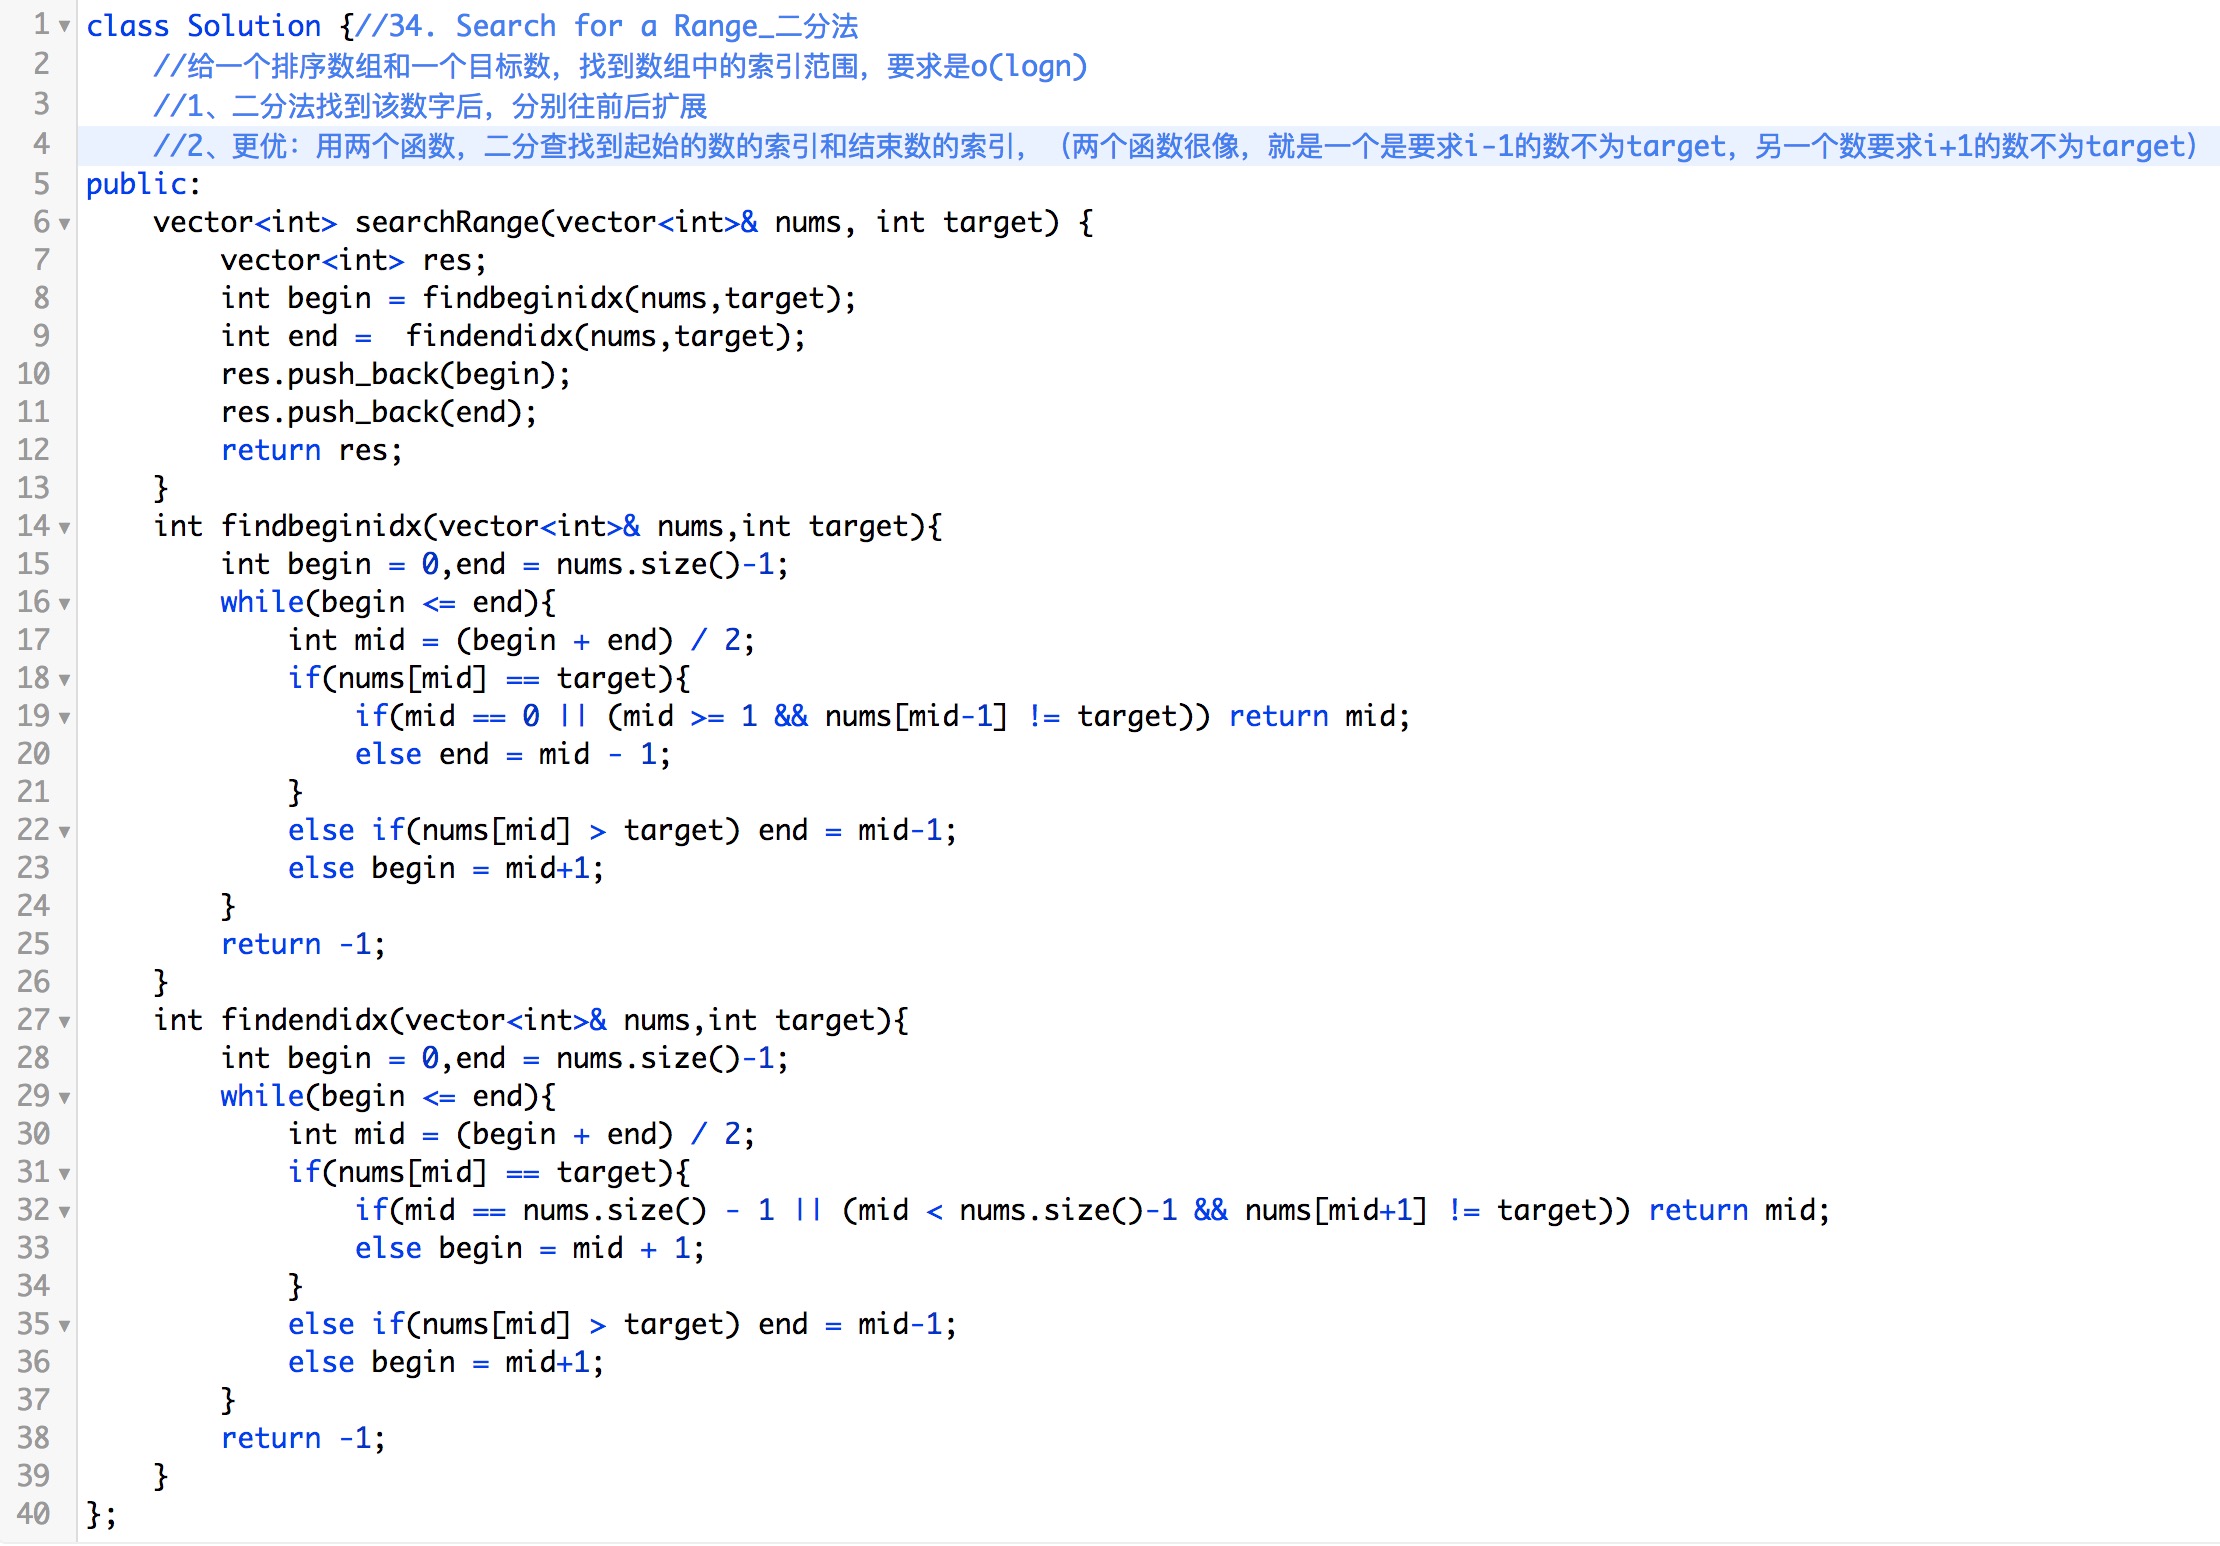 1 class Solution {//34. Search for a Range_二分法
2     //给一个排序数组和一个目标数，找到数组中的索引范围，要求是o(logn)
3     //1、二分法找到该数字后，分别往前后扩展
4     //2、更优：用两个函数，二分查找到起始的数的索引和结束数的索引，（两个函数很像，就是一个是要求i-1的数不为target，另一个数要求i+1的数不为target）
5 public:
6     vector<int> searchRange(vector<int>& nums, int target) {
7         vector<int> res;
8         int begin = findbeginidx(nums,target);
9         int end =  findendidx(nums,target);
10         res.push_back(begin);
11         res.push_back(end);
12         return res;
13     }
14     int findbeginidx(vector<int>& nums,int target){
15         int begin = 0,end = nums.size()-1;
16         while(begin <= end){
17             int mid = (begin + end) / 2;
18             if(nums[mid] == target){
19                 if(mid == 0 || (mid >= 1 && nums[mid-1] != target)) return mid;
20                 else end = mid - 1;
21             }
22             else if(nums[mid] > target) end = mid-1;
23             else begin = mid+1;
24         }
25         return -1;
26     }
27     int findendidx(vector<int>& nums,int target){
28         int begin = 0,end = nums.size()-1;
29         while(begin <= end){
30             int mid = (begin + end) / 2;
31             if(nums[mid] == target){
32                 if(mid == nums.size() - 1 || (mid < nums.size()-1 && nums[mid+1] != target)) return mid;
33                 else begin = mid + 1;
34             }
35             else if(nums[mid] > target) end = mid-1;
36             else begin = mid+1;
37         }
38         return -1;
39     }
40 };